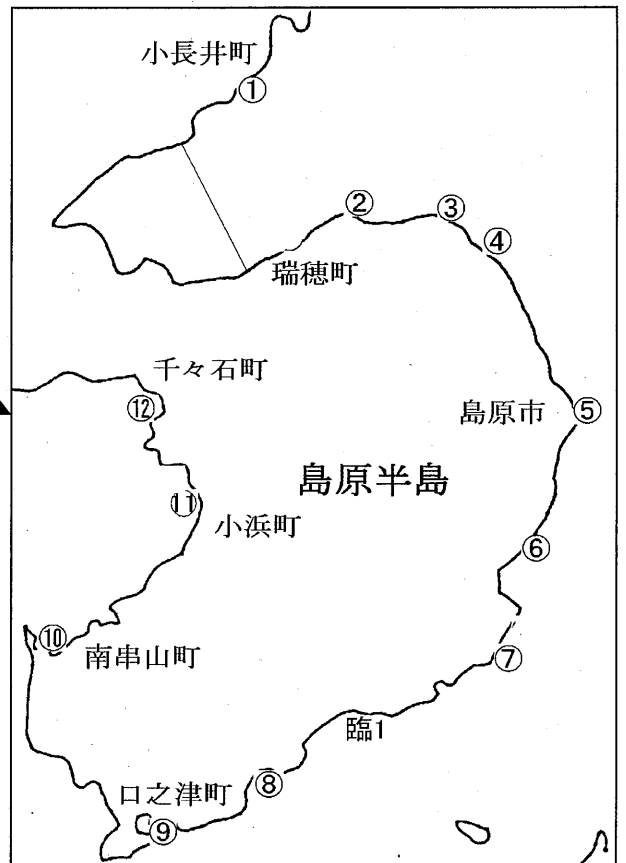 小長井町
①
②
③
④
瑞穂町
千々石町
⑫
島原市
⑤
島原半島
⑪
小浜町
⑥
⑩
南串山町
⑦
臨1
⑧
口之津町
⑨